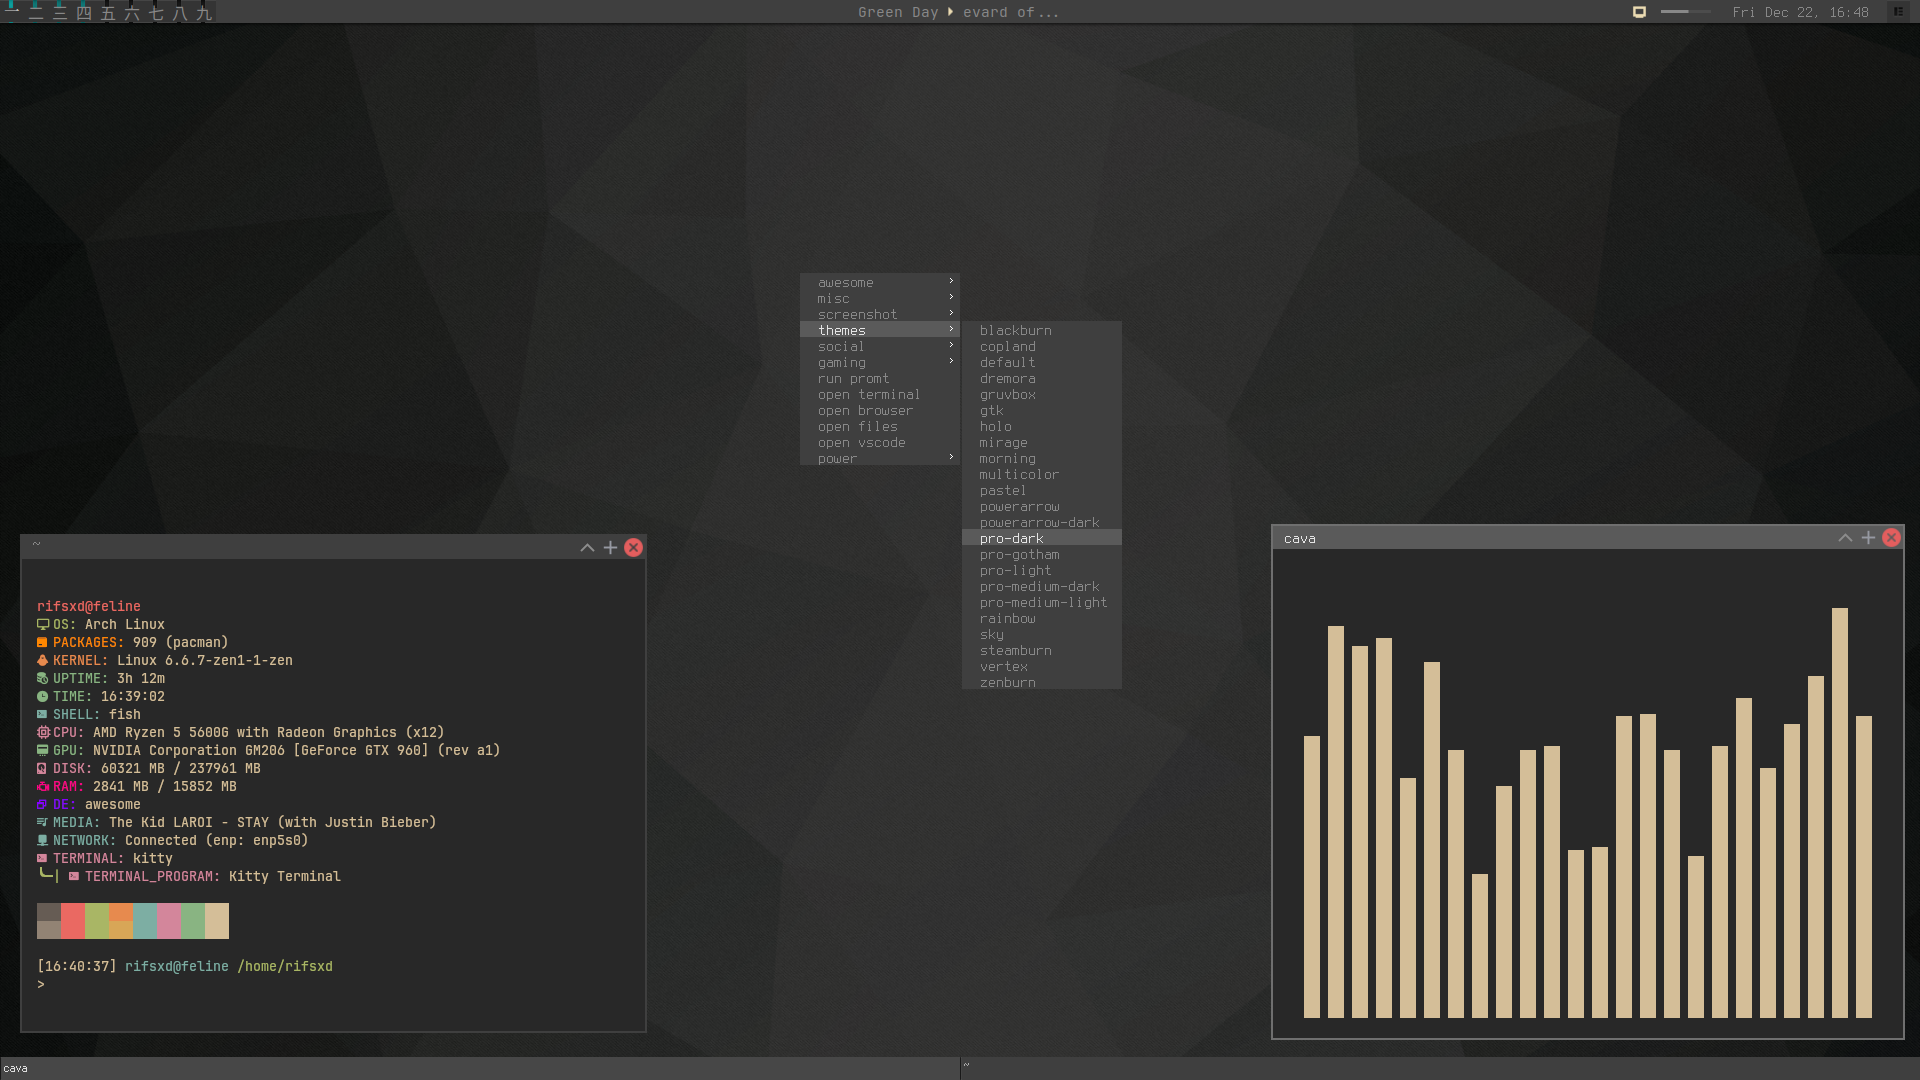 一 二 三 四 五 六 七 八 九
Green Day evard of...
Fri Dec 22, 16:48
awesome
misc
screenshot
themes
social
gaming
run promt
open terminal
open browser
open files
open vscode
power
blackburn
copland
default
dremora
gruvbox
gtk
holo
mirage
morning
multicolor
pastel
powerarrow
powerarrow-dark
pro-dark
pro-gotham
pro-light
pro-medium-dark
pro-medium-light
rainbow
sky
steamburn
vertex
zenburn
~
rifsxd@feline
OS: Arch Linux
PACKAGES: 909 (pacman)
KERNEL: Linux 6.6.7-zen1-1-zen
UPTIME: 3h 12m
TIME: 16:39:02
SHELL: fish
CPU: AMD Ryzen 5 5600G with Radeon Graphics (x12)
GPU: NVIDIA Corporation GM206 [GeForce GTX 960] (rev a1)
DISK: 60321 MB / 237961 MB
RAM: 2841 MB / 15852 MB
DE: awesome
MEDIA: The Kid LAROI - STAY (with Justin Bieber)
NETWORK: Connected (enp: enp5s0)
TERMINAL: kitty
TERMINAL_PROGRAM: Kitty Terminal
[16:40:37] rifsxd@feline /home/rifsxd
>
cava
cava
~